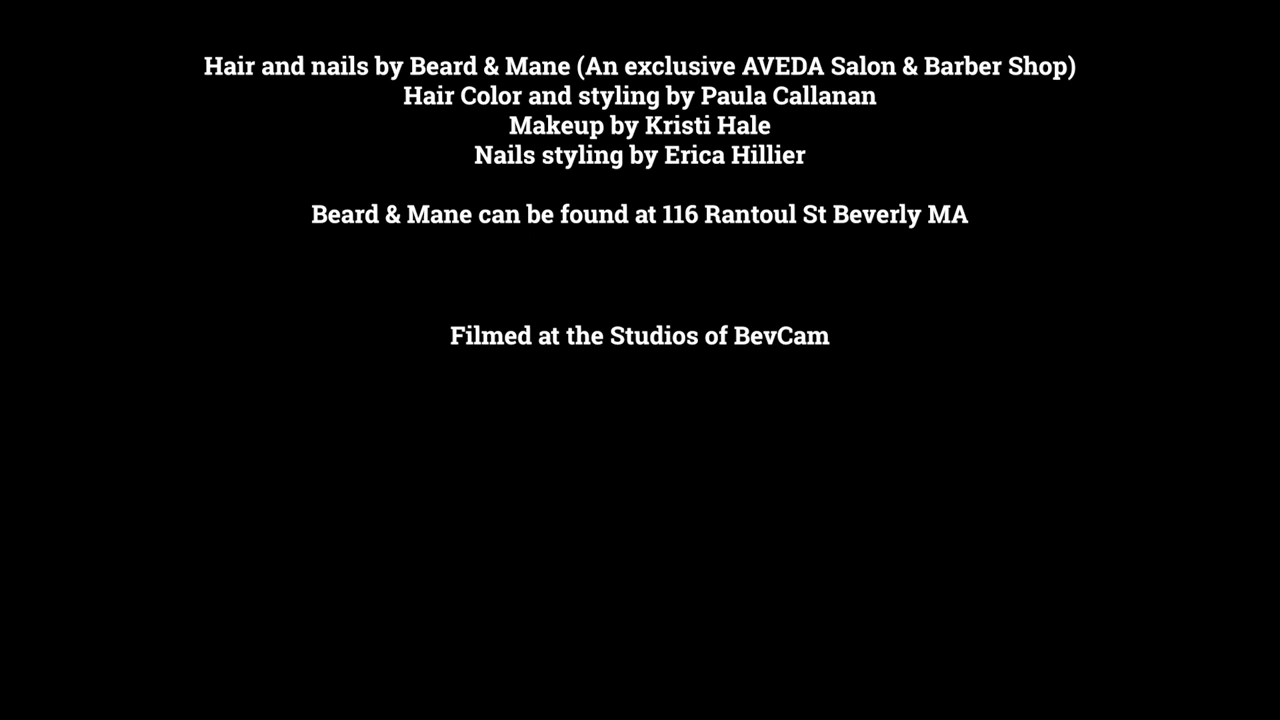 Hair and nails by Beard & Mane (An exclusive AVEDA Salon & Barber Shop)
Hair Color and styling by Paula Callanan
Makeup by Kristi Hale
Nails styling by Erica Hillier
Beard & Mane can be found at 116 Rantoul St Beverly MA
Filmed at the Studios of BevCam